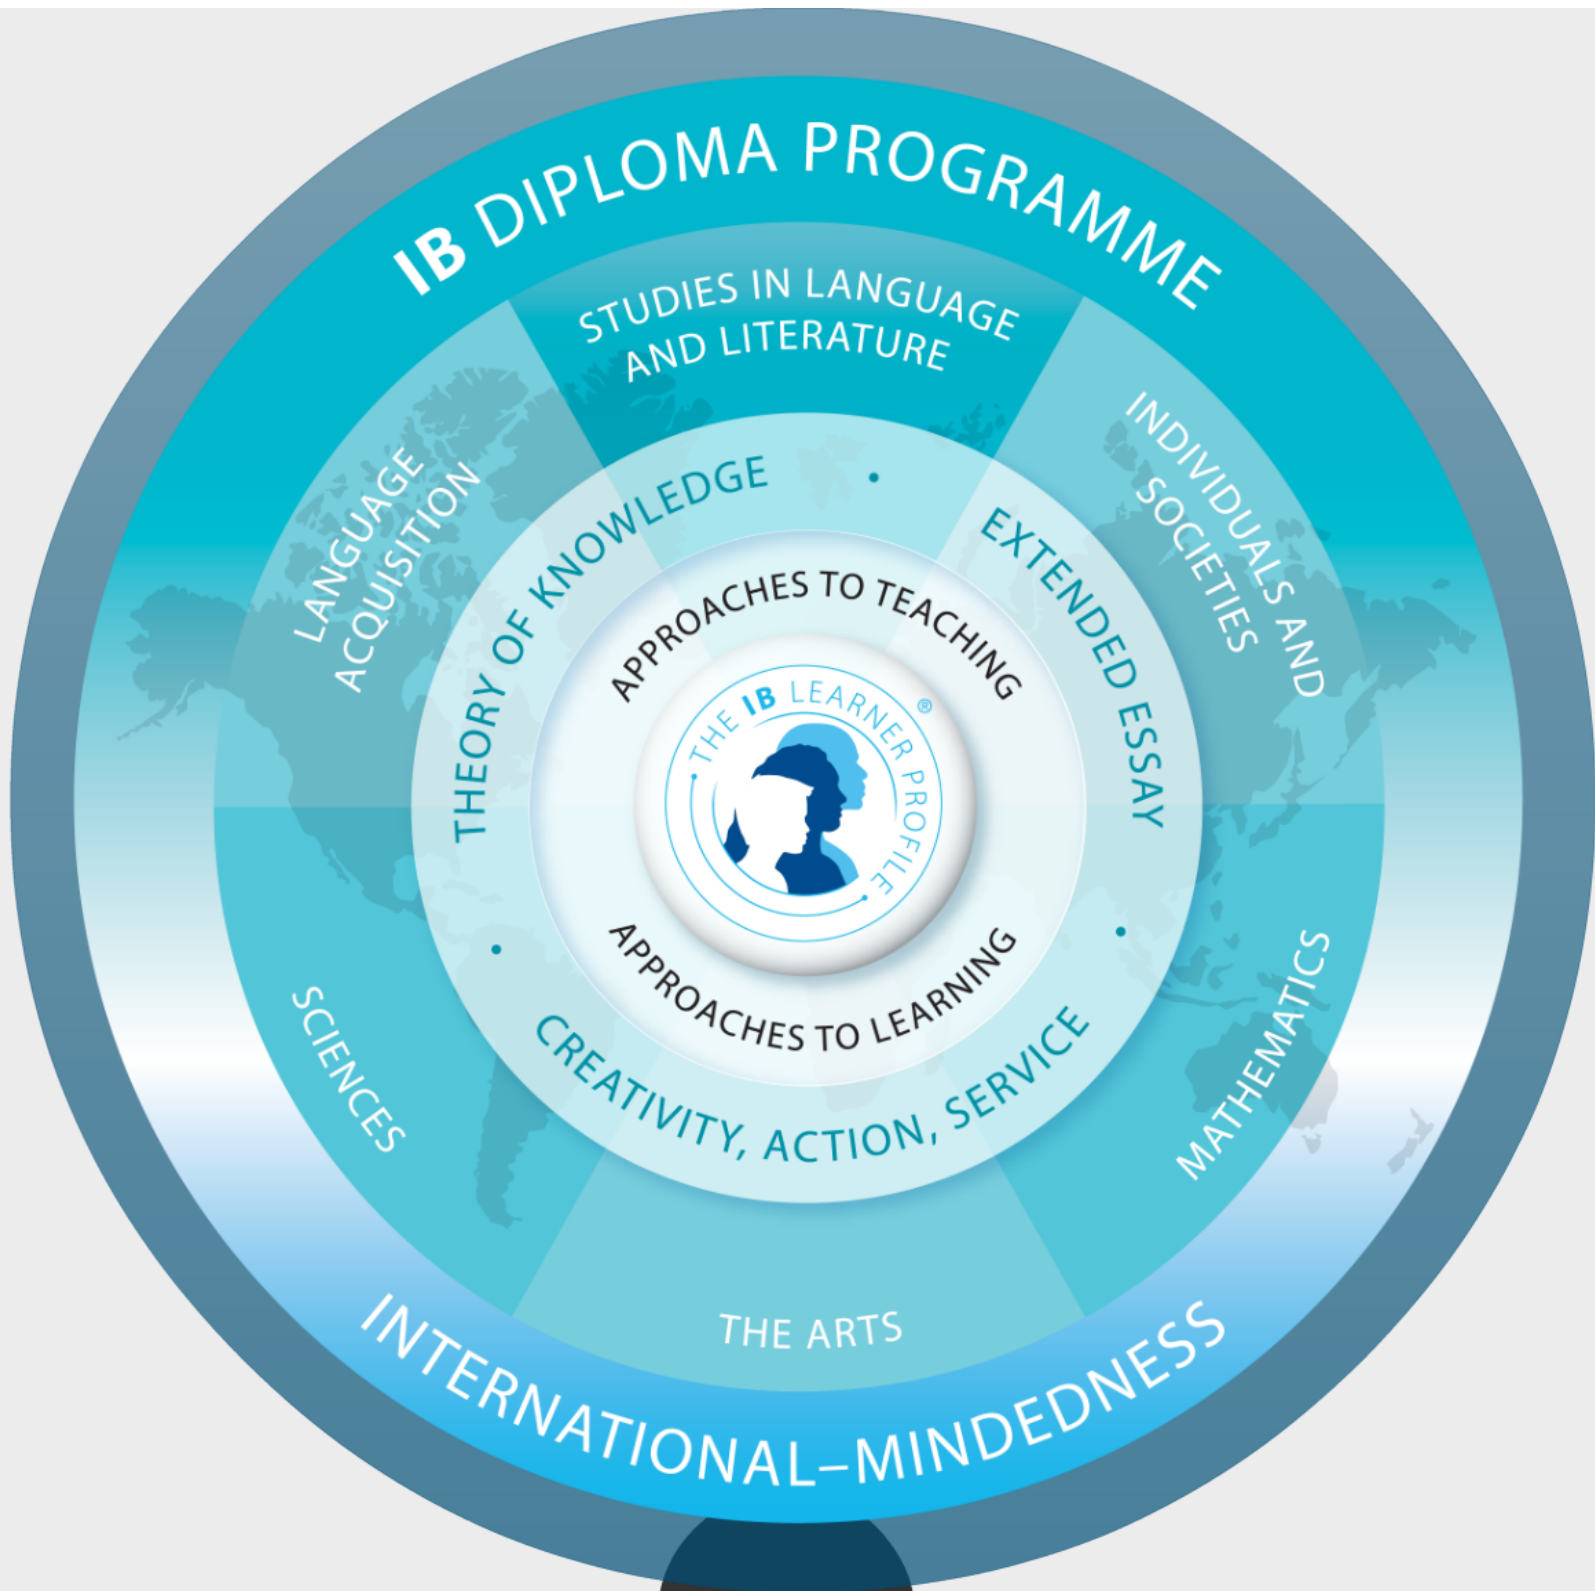 IB DIPLOMA PROGRAMME
STUDIES IN LANGUAGE
AND LITERATURE
LANGUAGE
ACQUISITION
INDIVIDUALS AND
SOCIETIES
THEORY OF KNOWLEDGE
•
EXTENDED ESSAY
APPROACHES TO TEACHING
THE IB LEARNER PROFILE
®
APPROACHES TO LEARNING
•
CREATIVITY, ACTION, SERVICE
•
SCIENCES
MATHEMATICS
THE ARTS
INTERNATIONAL–MINDEDNESS